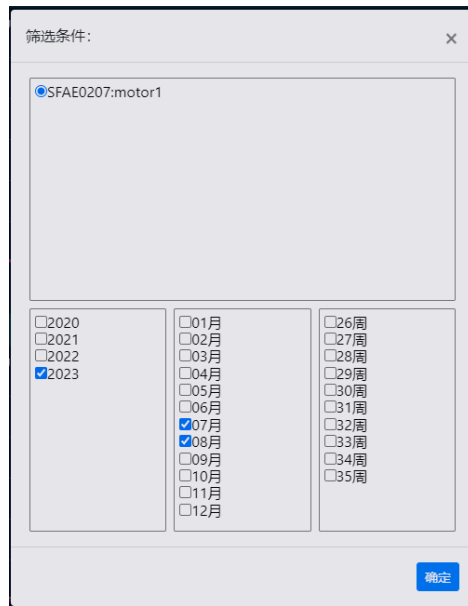 筛选条件:
×
SFAE0207:motor1
2020
2021
2022
2023
01月
02月
03月
04月
05月
06月
07月
08月
09月
10月
11月
12月
26周
27周
28周
29周
30周
31周
32周
33周
34周
35周
确定